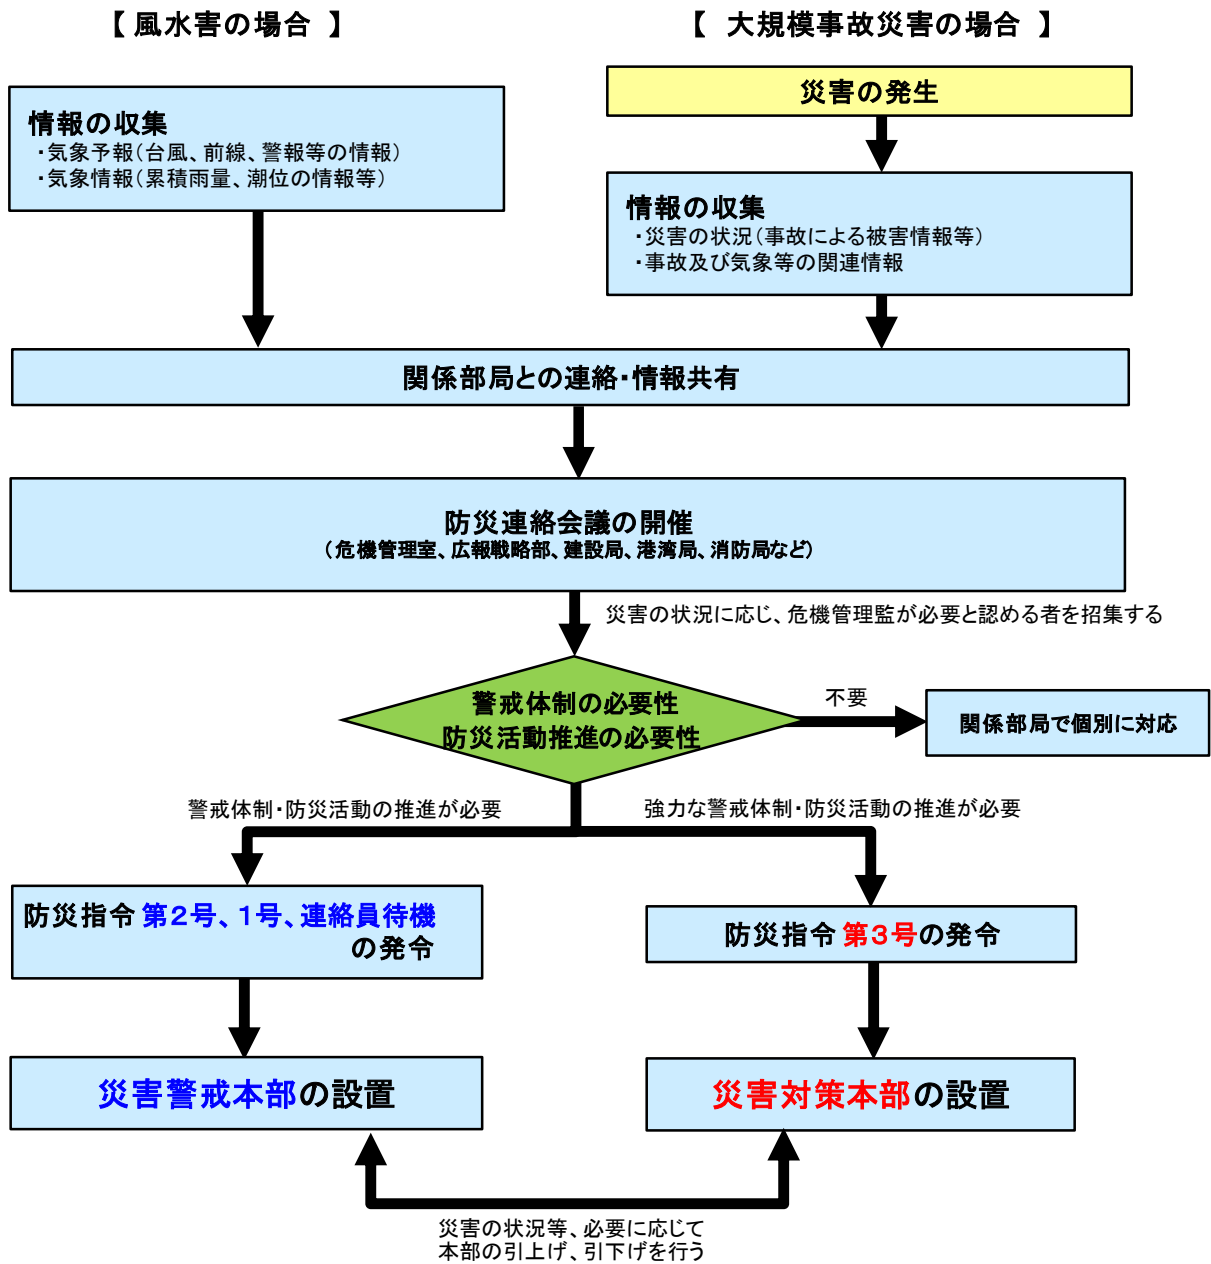 【 風水害の場合 】
【 大規模事故災害の場合 】
災害の発生
情報の収集
・気象予報(台風、前線、警報等の情報)
・気象情報(累積雨量、潮位の情報等)
情報の収集
・災害の状況(事故による被害情報等)
・事故及び気象等の関連情報
関係部局との連絡・情報共有
防災連絡会議の開催
(危機管理室、広報戦略部、建設局、港湾局、消防局など)
災害の状況に応じ、危機管理監が必要と認める者を招集する
警戒体制の必要性
防災活動推進の必要性
不要
関係部局で個別に対応
警戒体制・防災活動の推進が必要
強力な警戒体制・防災活動の推進が必要
防災指令 第2号、1号、連絡員待機
の発令
防災指令 第3号の発令
災害警戒本部の設置
災害対策本部の設置
災害の状況等、必要に応じて
本部の引上げ、引下げを行う